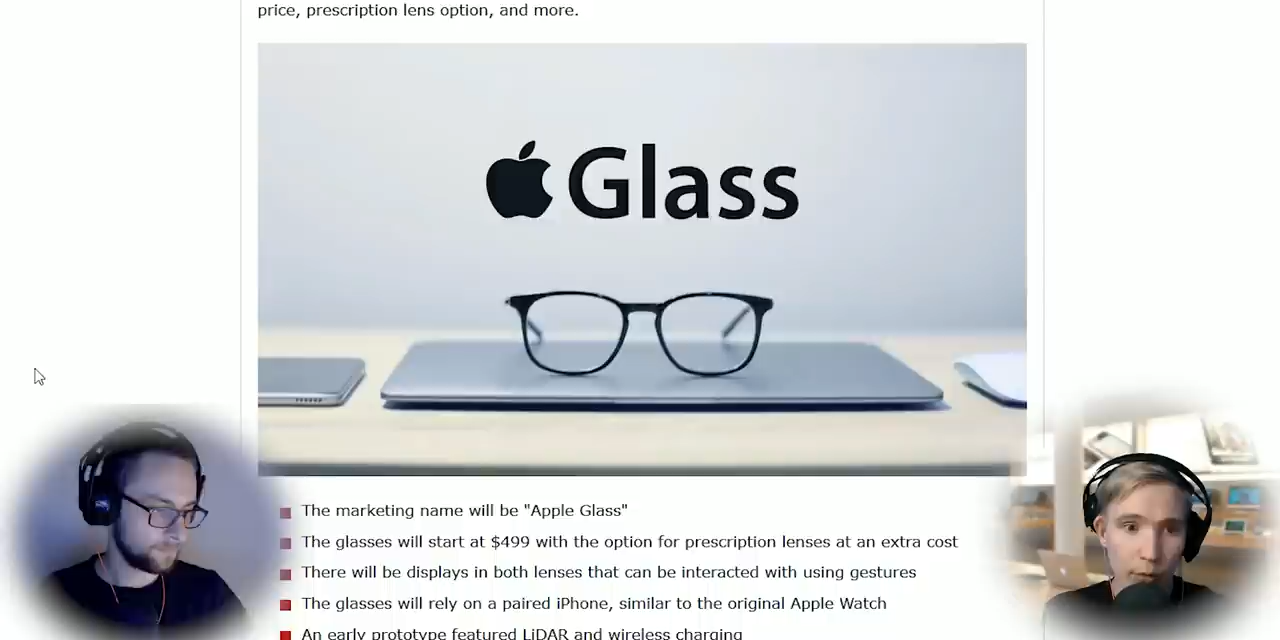 price, prescription lens option, and more.
Glass
The marketing name will be "Apple Glass"
The glasses will start at $499 with the option for prescription lenses at an extra cost
There will be displays in both lenses that can be interacted with using gestures
The glasses will rely on a paired iPhone, similar to the original Apple Watch
An early prototype featured LiDAR and wireless charging